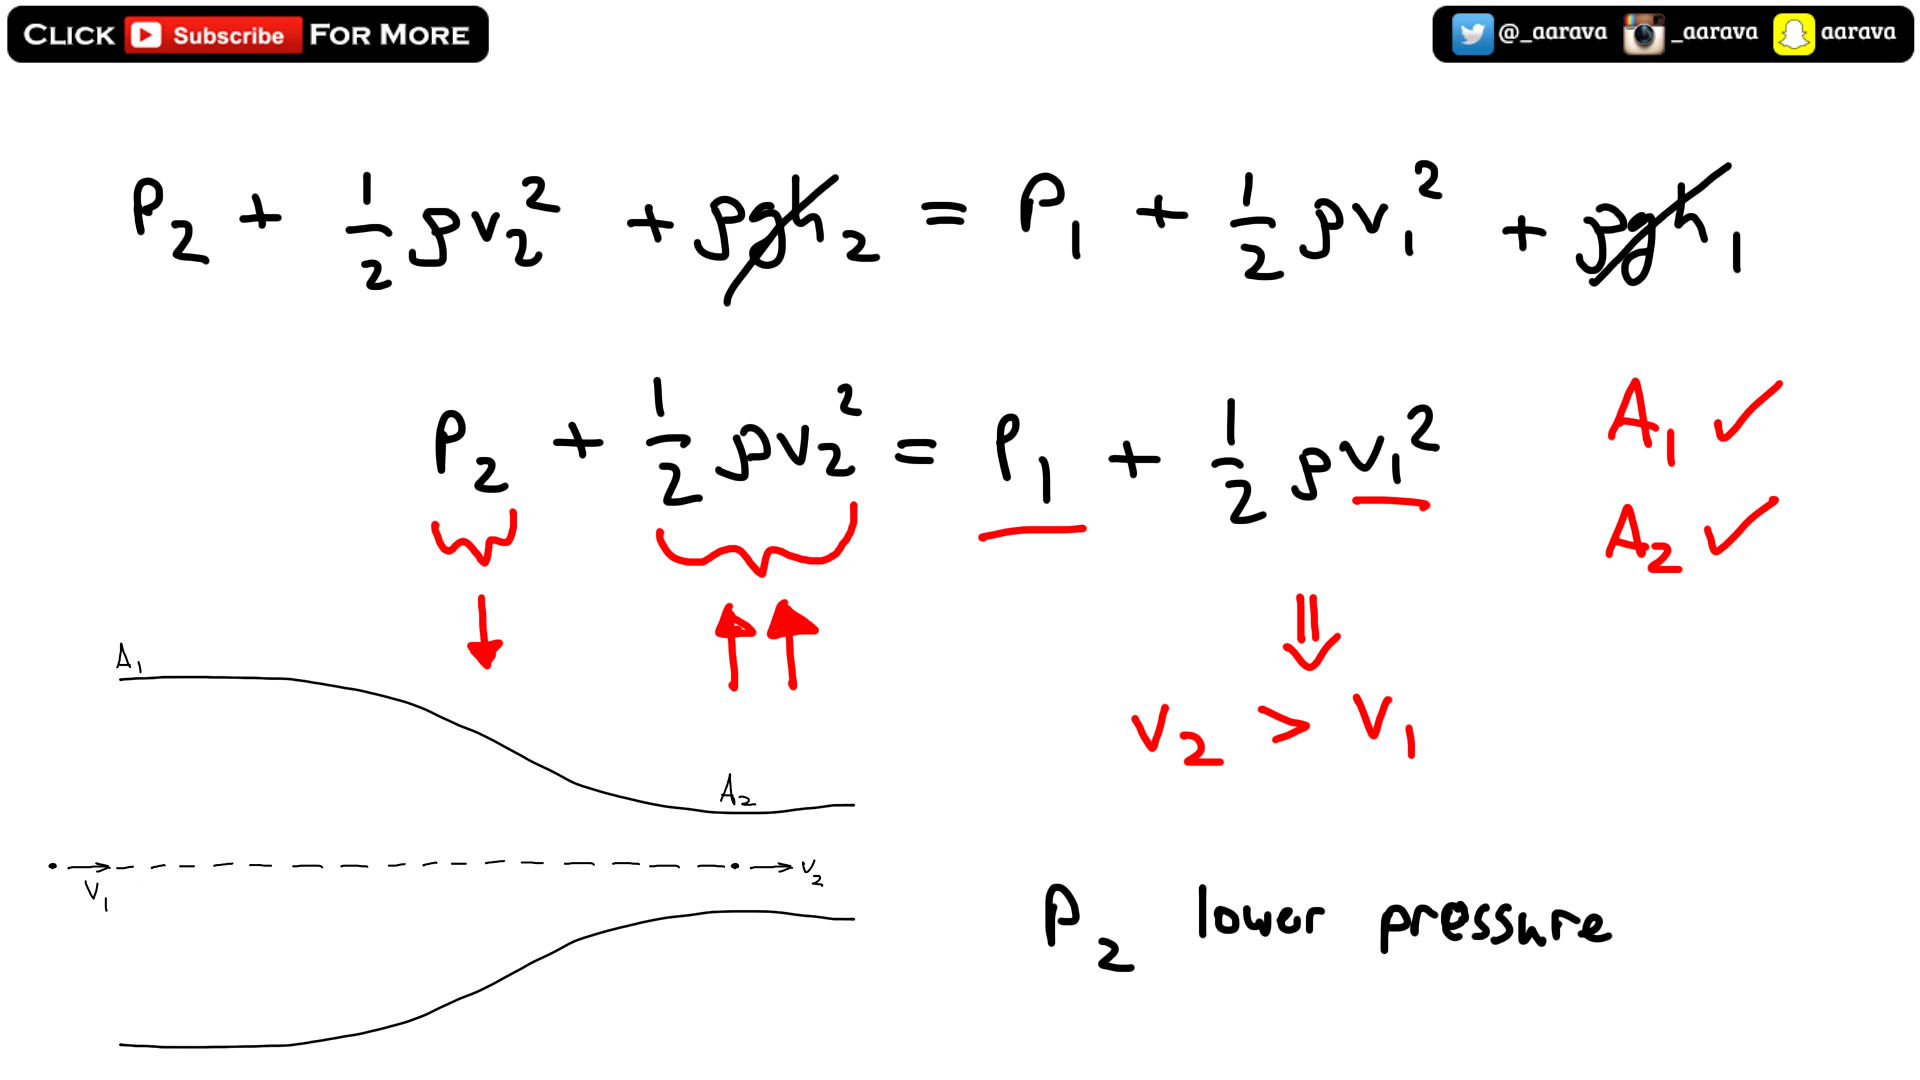 CLICK Subscribe FOR MORE
@_aarava _aarava aarava
P₂ + 1/2 ρv₂² + ρgh₂ = P₁ + 1/2 ρv₁² + ρgh₁
P₂ + 1/2 ρv₂² = P₁ + 1/2 ρv₁²
A₁ ✓
A₂ ✓
v₂ > v₁
A₁
A₂
v₁
v₂
P₂ lower pressure